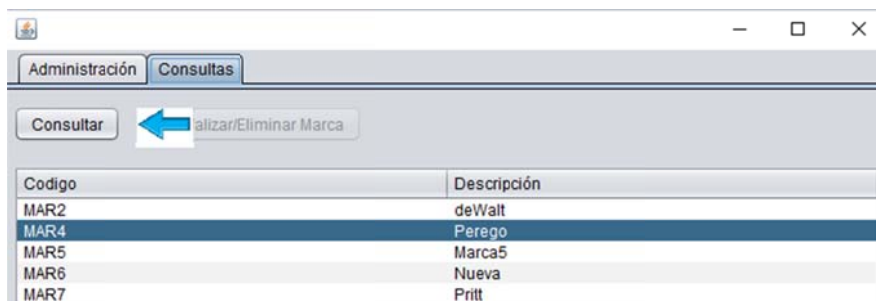 Administración Consultas
Consultar alizar/Eliminar Marca
Codigo Descripción
MAR2 deWalt
MAR4 Perego
MAR5 Marca5
MAR6 Nueva
MAR7 Pritt